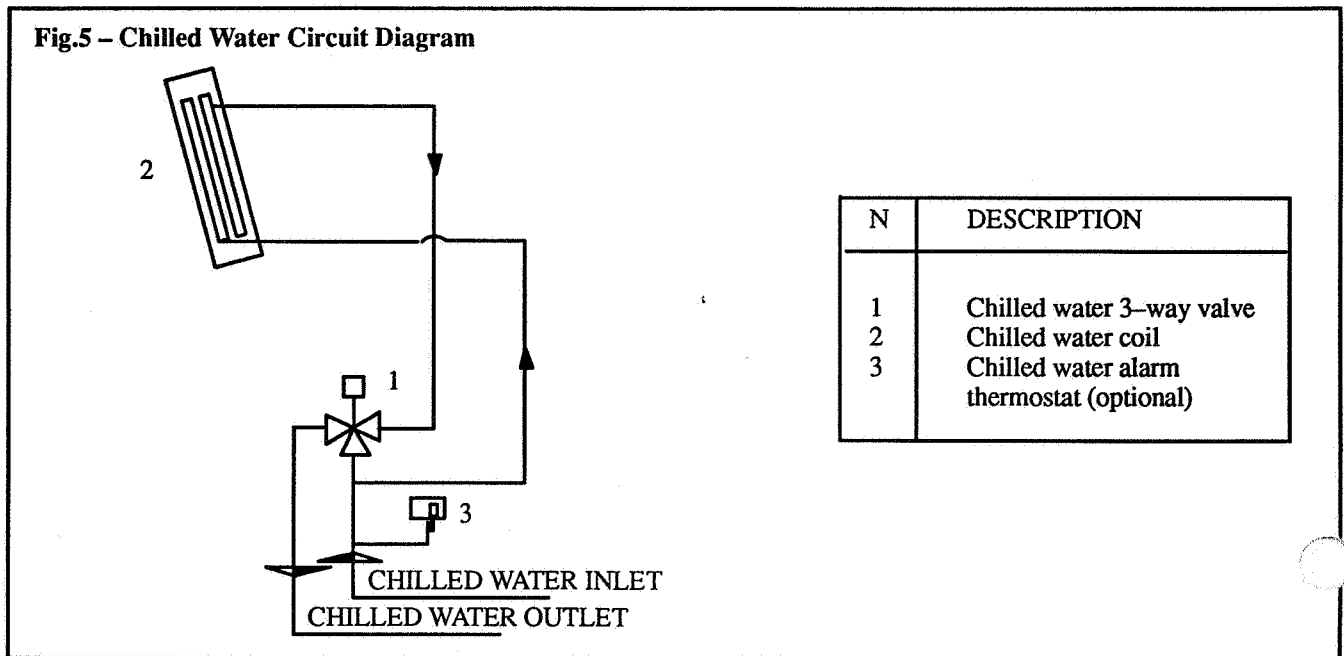 Fig.5 – Chilled Water Circuit Diagram
2
1
3
CHILLED WATER INLET
CHILLED WATER OUTLET
N DESCRIPTION
1 Chilled water 3–way valve
2 Chilled water coil
3 Chilled water alarm
thermostat (optional)